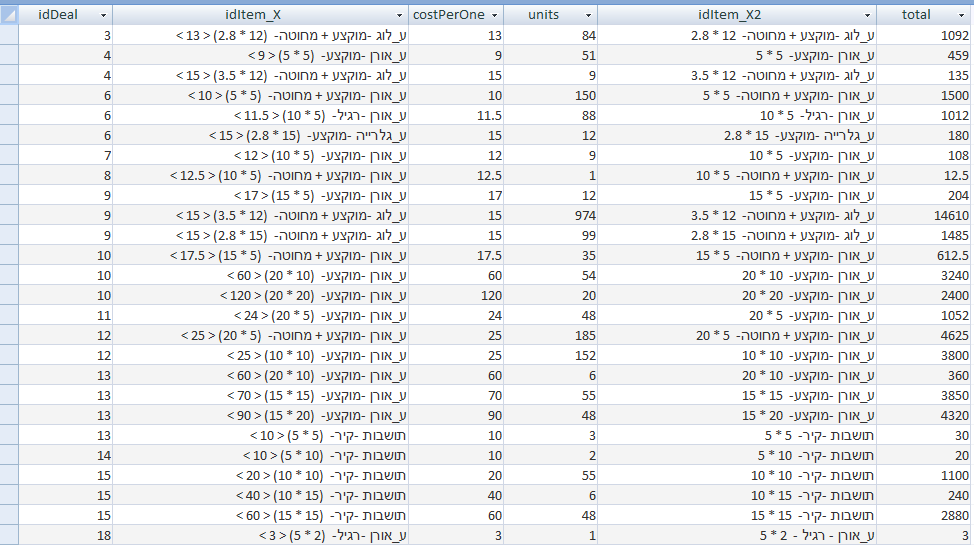 idDeal idItem_X costPerOne units idItem_X2 total
3 ע_לוג -מוקצע + מחוטה- (12 * 2.8) < 13 > 13 84 ע_לוג -מוקצע + מחוטה- 12 * 2.8 1092
4 ע_אורן -מוקצע- (5 * 5) < 9 > 9 51 ע_אורן -מוקצע- 5 * 5 459
4 ע_לוג -מוקצע + מחוטה- (12 * 3.5) < 15 > 15 9 ע_לוג -מוקצע + מחוטה- 12 * 3.5 135
6 ע_אורן -מוקצע + מחוטה- (5 * 5) < 10 > 10 150 ע_אורן -מוקצע + מחוטה- 5 * 5 1500
6 ע_אורן -רגיל- (5 * 10) < 11.5 > 11.5 88 ע_אורן -רגיל- 5 * 10 1012
6 ע_גלרייה -מוקצע- (15 * 2.8) < 15 > 15 12 ע_גלרייה -מוקצע- 15 * 2.8 180
7 ע_אורן -מוקצע- (5 * 10) < 12 > 12 9 ע_אורן -מוקצע- 5 * 10 108
8 ע_אורן -מוקצע + מחוטה- (5 * 10) < 12.5 > 12.5 1 ע_אורן -מוקצע + מחוטה- 5 * 10 12.5
9 ע_אורן -מוקצע- (5 * 15) < 17 > 17 12 ע_אורן -מוקצע- 5 * 15 204
9 ע_לוג -מוקצע + מחוטה- (12 * 3.5) < 15 > 15 974 ע_לוג -מוקצע + מחוטה- 12 * 3.5 14610
9 ע_לוג -מוקצע + מחוטה- (15 * 2.8) < 15 > 15 99 ע_לוג -מוקצע + מחוטה- 15 * 2.8 1485
10 ע_אורן -מוקצע + מחוטה- (5 * 15) < 17.5 > 17.5 35 ע_אורן -מוקצע + מחוטה- 5 * 15 612.5
10 ע_אורן -מוקצע- (10 * 20) < 60 > 60 54 ע_אורן -מוקצע- 10 * 20 3240
10 ע_אורן -מוקצע- (20 * 20) < 120 > 120 20 ע_אורן -מוקצע- 20 * 20 2400
11 ע_אורן -מוקצע- (5 * 20) < 24 > 24 48 ע_אורן -מוקצע- 5 * 20 1052
12 ע_אורן -מוקצע + מחוטה- (5 * 20) < 25 > 25 185 ע_אורן -מוקצע + מחוטה- 5 * 20 4625
12 ע_אורן -מוקצע- (10 * 10) < 25 > 25 152 ע_אורן -מוקצע- 10 * 10 3800
13 ע_אורן -מוקצע- (10 * 20) < 60 > 60 6 ע_אורן -מוקצע- 10 * 20 360
13 ע_אורן -מוקצע- (15 * 15) < 70 > 70 55 ע_אורן -מוקצע- 15 * 15 3850
13 ע_אורן -מוקצע- (20 * 15) < 90 > 90 48 ע_אורן -מוקצע- 20 * 15 4320
13 תושבות -קיר- (5 * 5) < 10 > 10 3 תושבות -קיר- 5 * 5 30
14 תושבות -קיר- (10 * 5) < 10 > 10 2 תושבות -קיר- 10 * 5 20
15 תושבות -קיר- (10 * 10) < 20 > 20 55 תושבות -קיר- 10 * 10 1100
15 תושבות -קיר- (15 * 10) < 40 > 40 6 תושבות -קיר- 15 * 10 240
15 תושבות -קיר- (15 * 15) < 60 > 60 48 תושבות -קיר- 15 * 15 2880
18 ע_אורן -רגיל- (2 * 5) < 3 > 3 1 ע_אורן - רגיל - 2 * 5 3